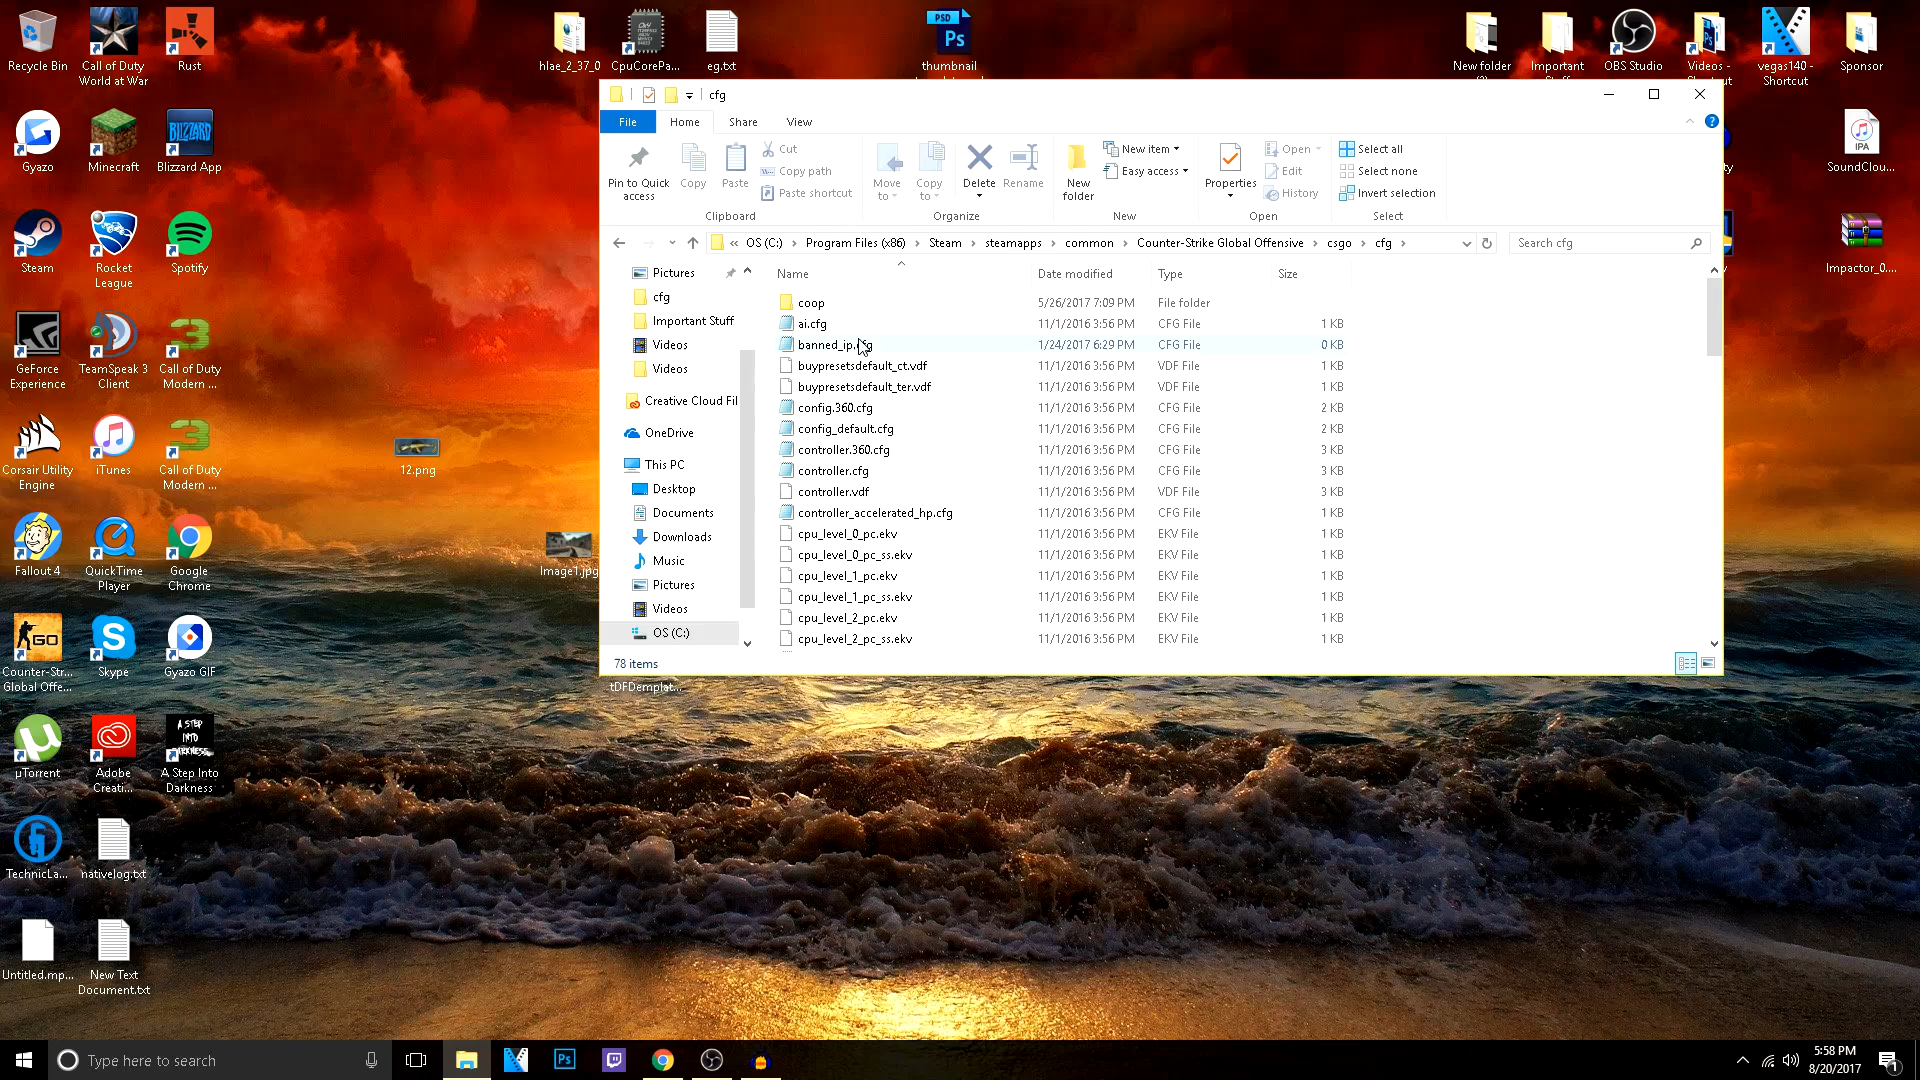 Recycle Bin
Call of Duty
World at War
Rust
hlae_2_37_0
CpuCorePa...
eg.txt
PSD
Ps
thumbnail
New folder
Important
OBS Studio
Videos -
vegas140 -
Shortcut
Sponsor
Gyazo
Minecraft
BLIZZARD
Blizzard App
IPA
SoundClou...
Steam
Rocket
League
Spotify
Impactor_0....
GeForce
Experience
TeamSpeak 3
Client
Call of Duty
Modern ...
Corsair Utility
Engine
iTunes
Call of Duty
Modern ...
12.png
Fallout 4
QuickTime
Player
Google
Chrome
Image1.jpg
GO
Counter-Str...
Global Offe...
Skype
Gyazo GIF
tDFDemplat...
µTorrent
Adobe
Creati...
A STEP
INTO
DARKNESS
A Step Into
Darkness
TechnicLa...
nativelog.txt
Untitled.mp...
New Text
Document.txt
cfg
File
Home
Share
View
Pin to Quick
access
Copy
Paste
Cut
Copy path
Paste shortcut
Clipboard
Move
to
Copy
to
Delete
Rename
Organize
New
folder
New item
Easy access
New
Properties
Open
Edit
History
Open
Select all
Select none
Invert selection
Select
« OS (C:) › Program Files (x86) › Steam › steamapps › common › Counter-Strike Global Offensive › csgo › cfg ›
Search cfg
Pictures
cfg
Important Stuff
Videos
Videos
Creative Cloud Fil
OneDrive
This PC
Desktop
Documents
Downloads
Music
Pictures
Videos
OS (C:)
Name Date modified Type Size
coop 5/26/2017 7:09 PM File folder
ai.cfg 11/1/2016 3:56 PM CFG File 1 KB
banned_ip.cfg 1/24/2017 6:29 PM CFG File 0 KB
buypresetsdefault_ct.vdf 11/1/2016 3:56 PM VDF File 1 KB
buypresetsdefault_ter.vdf 11/1/2016 3:56 PM VDF File 1 KB
config.360.cfg 11/1/2016 3:56 PM CFG File 2 KB
config_default.cfg 11/1/2016 3:56 PM CFG File 2 KB
controller.360.cfg 11/1/2016 3:56 PM CFG File 3 KB
controller.cfg 11/1/2016 3:56 PM CFG File 3 KB
controller.vdf 11/1/2016 3:56 PM VDF File 3 KB
controller_accelerated_hp.cfg 11/1/2016 3:56 PM CFG File 1 KB
cpu_level_0_pc.ekv 11/1/2016 3:56 PM EKV File 1 KB
cpu_level_0_pc_ss.ekv 11/1/2016 3:56 PM EKV File 1 KB
cpu_level_1_pc.ekv 11/1/2016 3:56 PM EKV File 1 KB
cpu_level_1_pc_ss.ekv 11/1/2016 3:56 PM EKV File 1 KB
cpu_level_2_pc.ekv 11/1/2016 3:56 PM EKV File 1 KB
cpu_level_2_pc_ss.ekv 11/1/2016 3:56 PM EKV File 1 KB
78 items
Type here to search
Ps
5:58 PM
8/20/2017
1